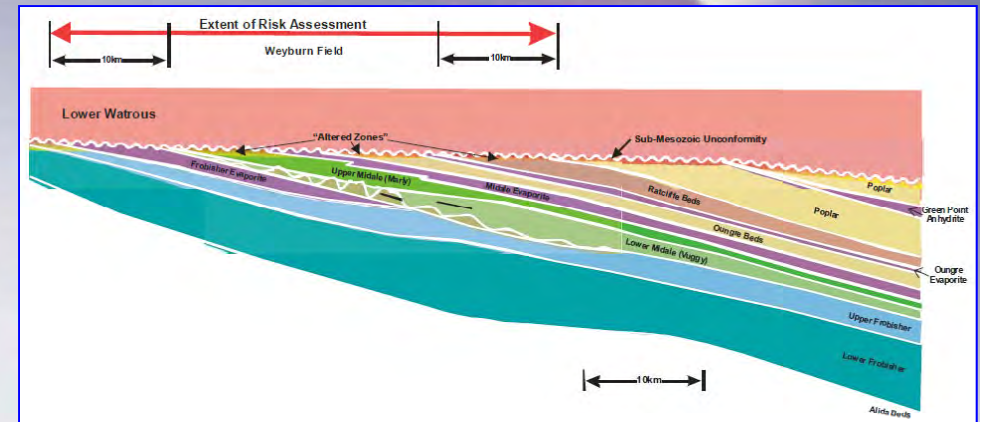 Extent of Risk Assessment
Weyburn Field
10km
10km
Lower Watrous
"Altered Zones"
Sub-Mesozoic Unconformity
Frobisher Evaporite
Upper Midale (Marly)
Midale Evaporite
Ratcliffe Beds
Poplar
Poplar
Green Point
Anhydrite
Oungre Beds
Lower Midale (Vuggy)
Oungre
Evaporite
Upper Frobisher
Lower Frobisher
10km
Alida Beds